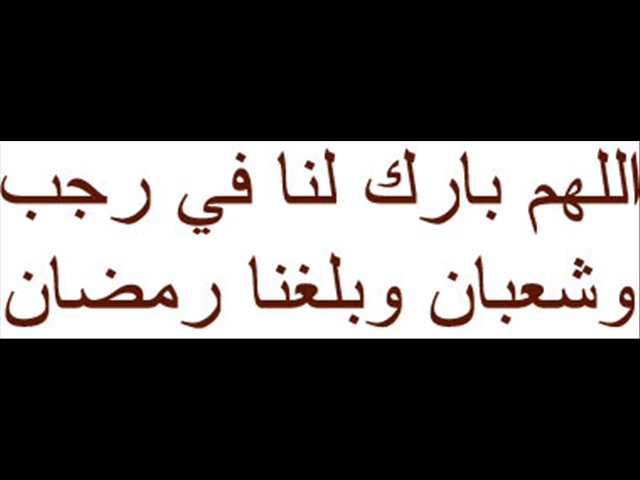 اللهم بارك لنا في رجب
وشعبان وبلغنا رمضان